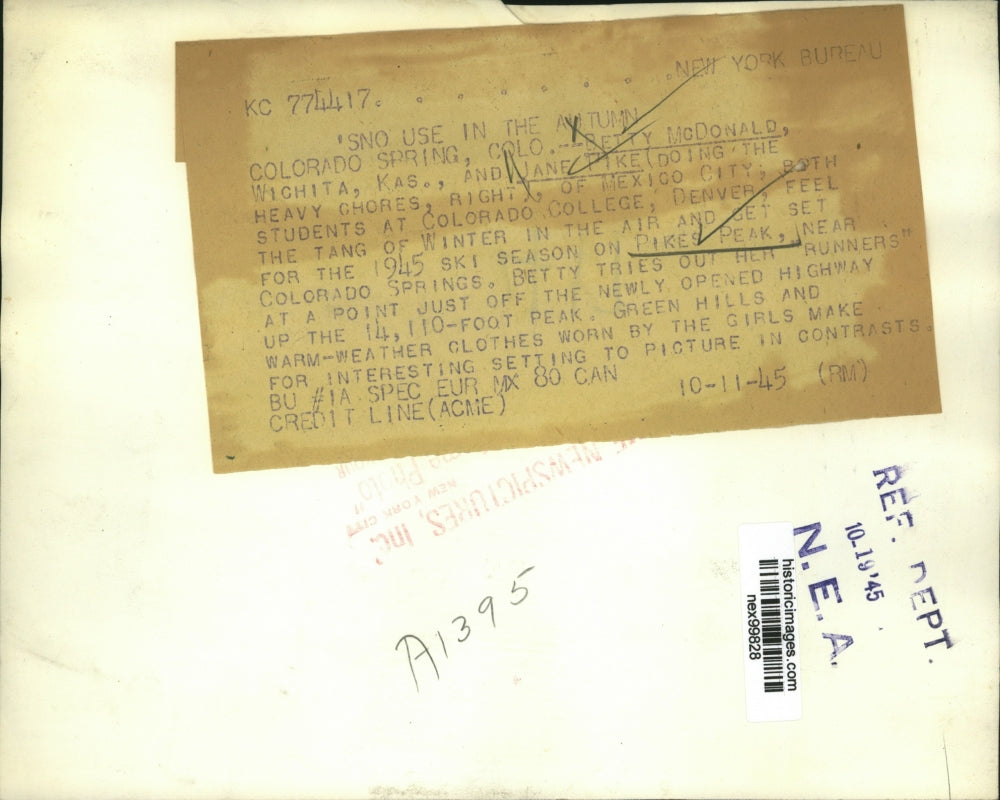 KC 774417. . . . . . . . NEW YORK BUREAU
'SNO USE IN THE AUTUMN
COLORADO SPRING, COLO.--BETTY MCDONALD,
WICHITA, KAS., AND JANE PIKE(DOING THE
HEAVY CHORES, RIGHT), OF MEXICO CITY, BOTH
STUDENTS AT COLORADO COLLEGE, DENVER, FEEL
THE TANG OF WINTER IN THE AIR AND GET SET
FOR THE 1945 SKI SEASON ON PIKES PEAK, NEAR
COLORADO SPRINGS. BETTY TRIES OUT HER "RUNNERS"
AT A POINT JUST OFF THE NEWLY OPENED HIGHWAY
UP THE 14,110-FOOT PEAK. GREEN HILLS AND
WARM-WEATHER CLOTHES WORN BY THE GIRLS MAKE
FOR INTERESTING SETTING TO PICTURE IN CONTRASTS.
BU #1A SPEC EUR MX 80 CAN 10-11-45 (RM)
CREDIT LINE(ACME)
NEWSPICTURES, INC.
NEW YORK CITY
Photo
A1395
REF. DEPT.
10-19'45
N.E.A.
historicimages.com
nex99828